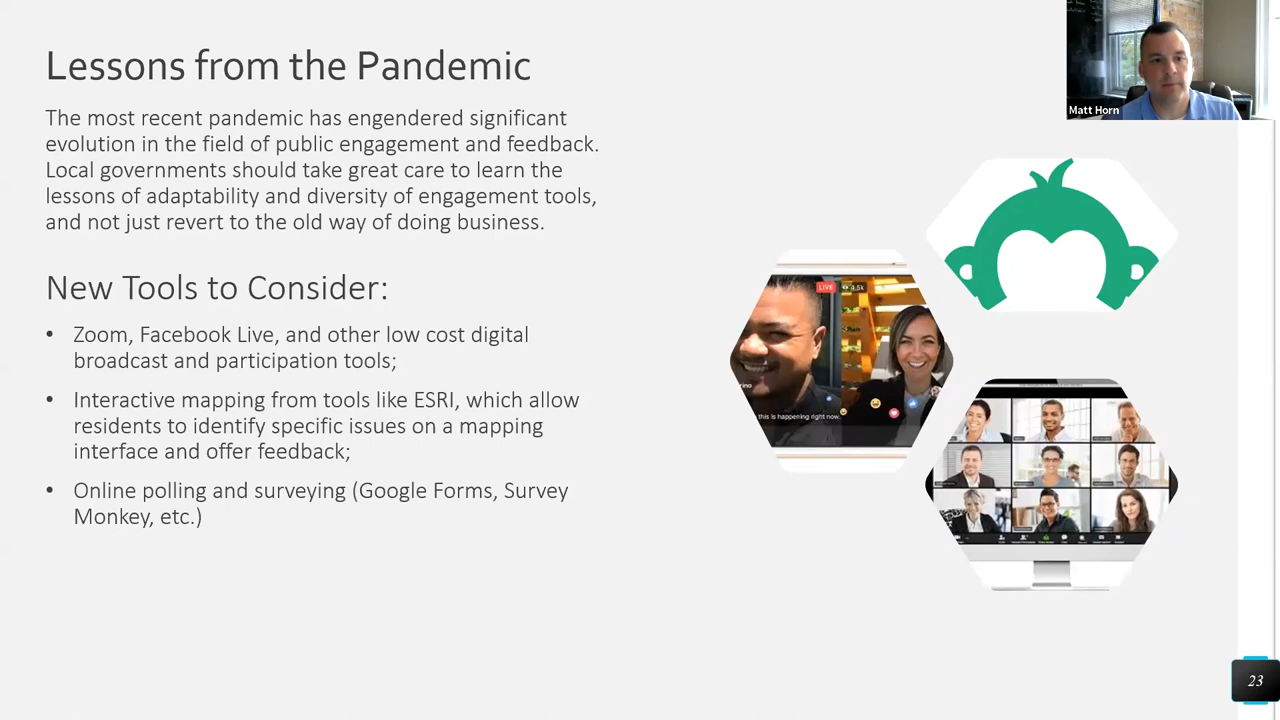 Lessons from the Pandemic
The most recent pandemic has engendered significant
evolution in the field of public engagement and feedback.
Local governments should take great care to learn the
lessons of adaptability and diversity of engagement tools,
and not just revert to the old way of doing business.
New Tools to Consider:
• Zoom, Facebook Live, and other low cost digital
broadcast and participation tools;
• Interactive mapping from tools like ESRI, which allow
residents to identify specific issues on a mapping
interface and offer feedback;
• Online polling and surveying (Google Forms, Survey
Monkey, etc.)
Matt Horn
LIVE 4.5k
this is happening right now.
23